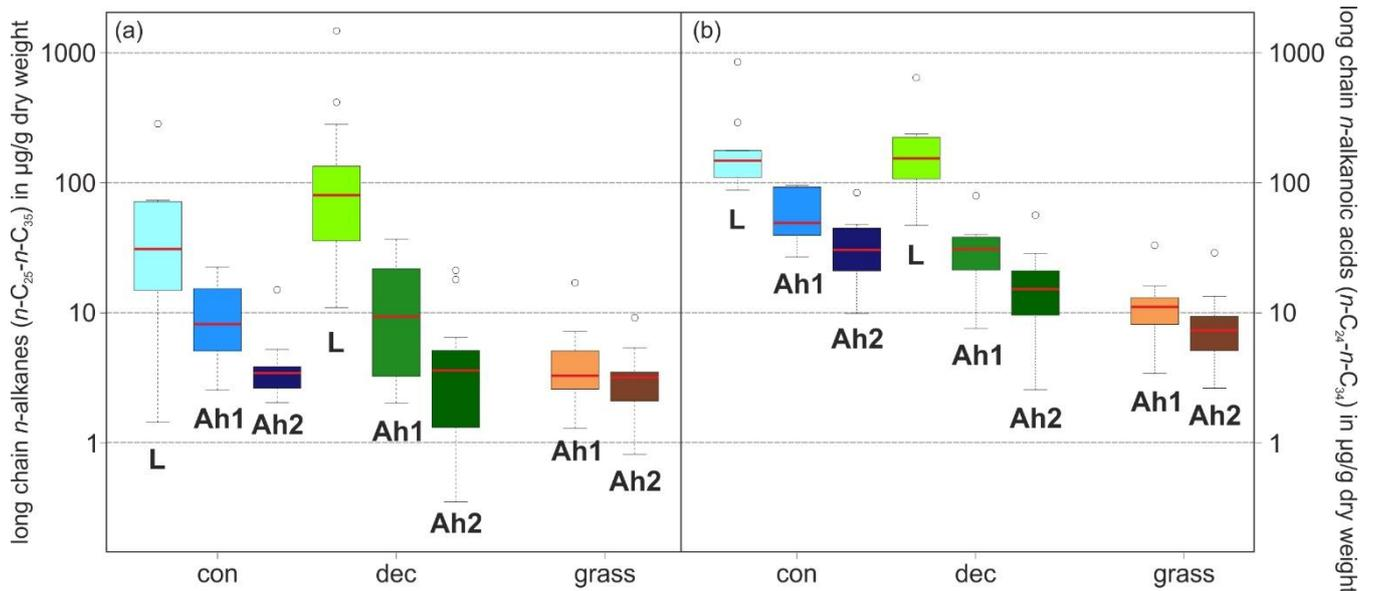 long chain n-alkanes (n-C25-n-C35) in µg/g dry weight
1000
100
10
1
(a)
L
Ah1
Ah2
L
Ah1
Ah2
Ah1
Ah2
con
dec
grass
(b)
L
Ah1
Ah2
L
Ah1
Ah2
Ah1
Ah2
con
dec
grass
1000
100
10
1
long chain n-alkanoic acids (n-C24-n-C34) in µg/g dry weight